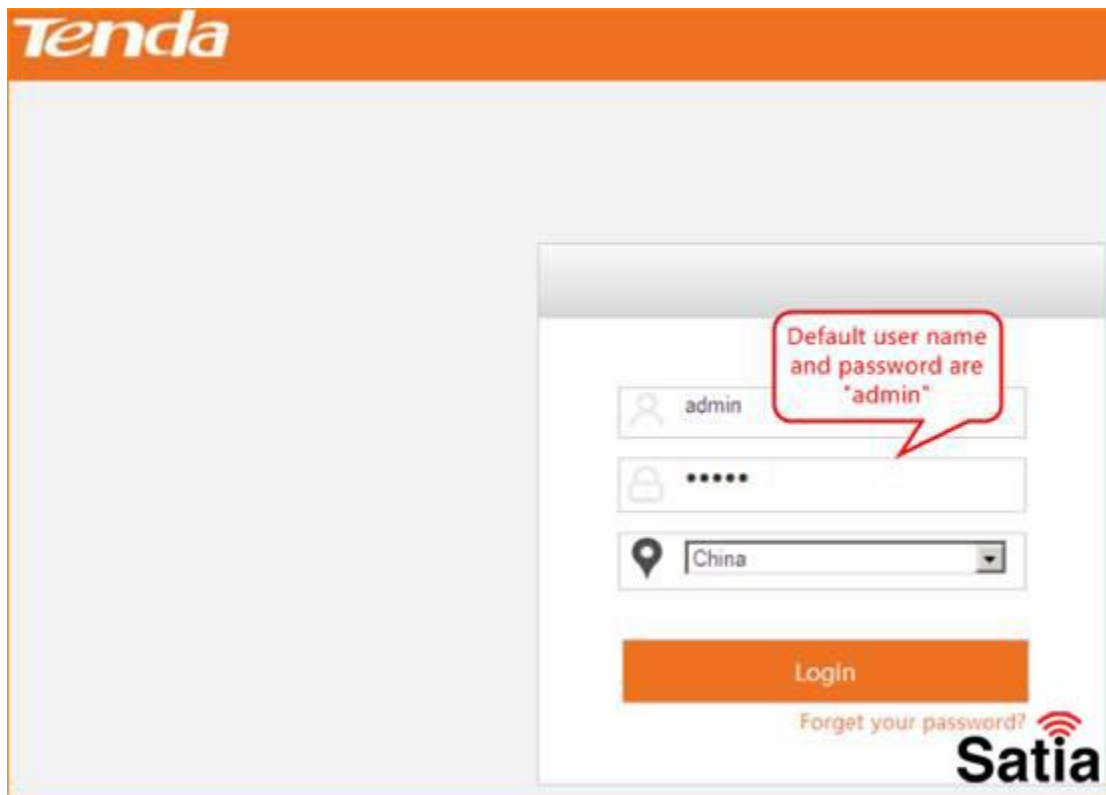 Tenda
Default user name
and password are
"admin"
admin
•••••
China
Login
Forget your password?
Satia